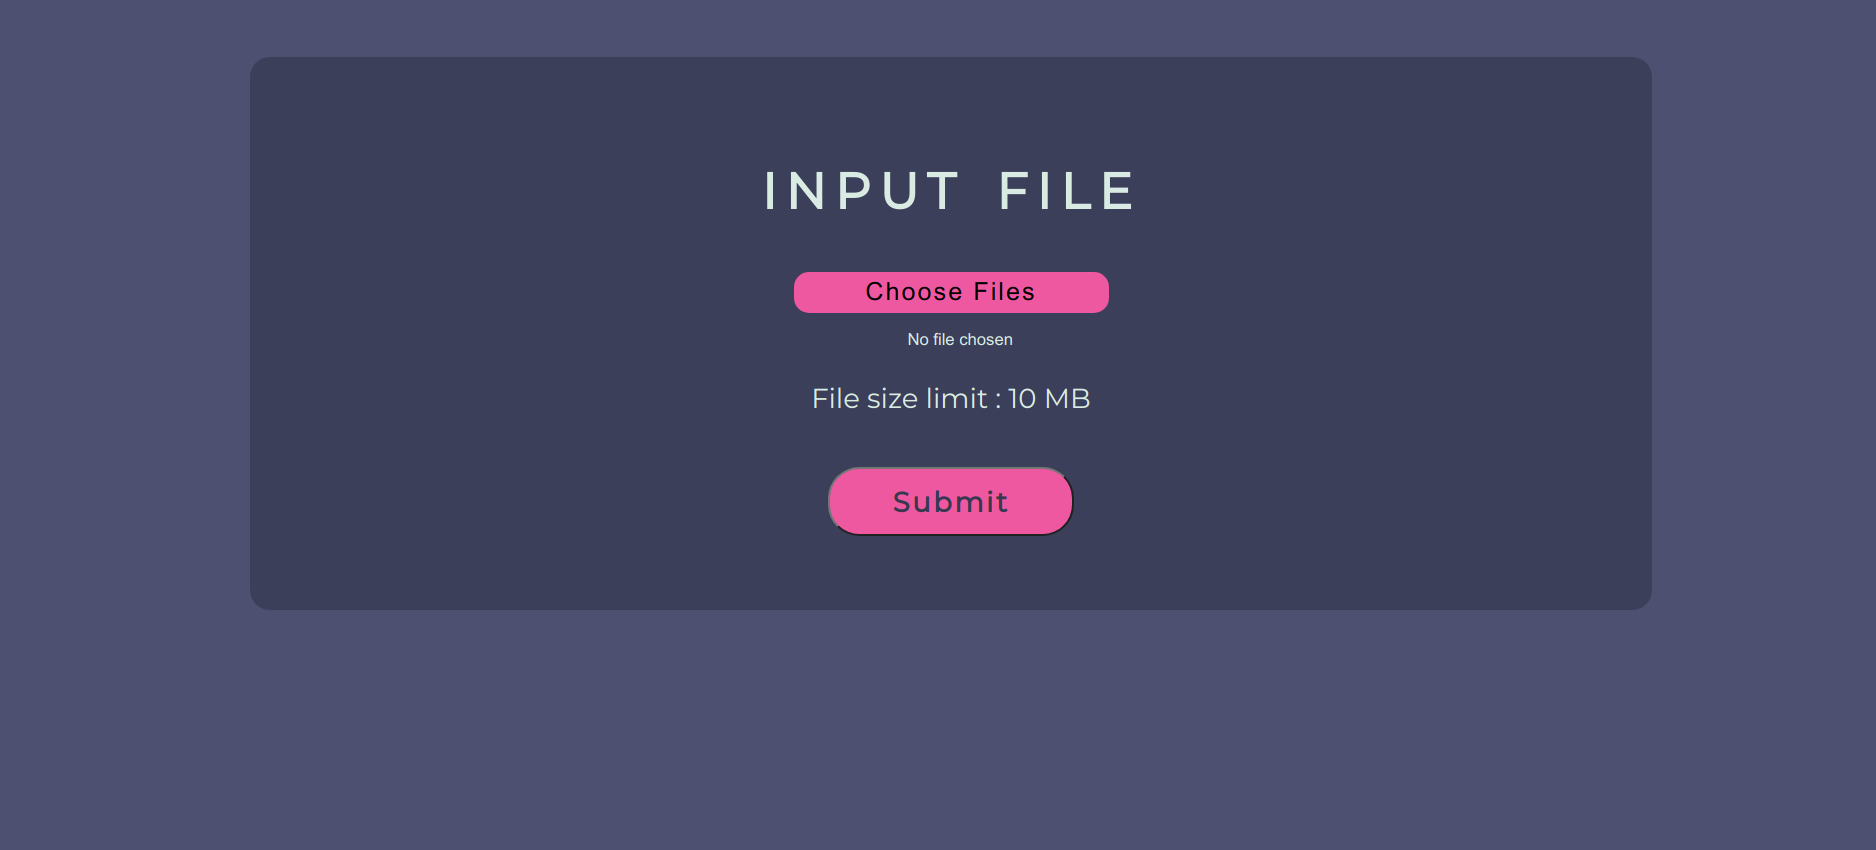 INPUT FILE
Choose Files
No file chosen
File size limit : 10 MB
Submit